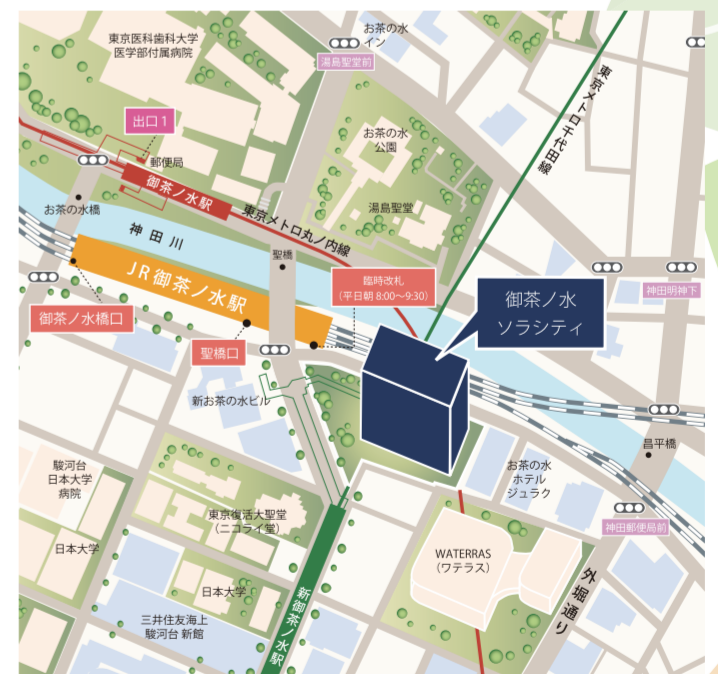 東京医科歯科大学
医学部付属病院
お茶の水
イン
湯島聖堂前
出口1
郵便局
御茶ノ水駅
お茶の水
公園
湯島聖堂
東京メトロ千代田線
お茶の水橋
神田川
東京メトロ丸ノ内線
聖橋
JR御茶ノ水駅
臨時改札
(平日朝 8:00〜9:30)
御茶ノ水
ソラシティ
神田明神下
御茶ノ水橋口
聖橋口
新お茶の水ビル
昌平橋
駿河台
日本大学
病院
お茶の水
ホテル
ジュラク
東京復活大聖堂
(ニコライ堂)
神田郵便局前
日本大学
WATERRAS
(ワテラス)
日本大学
新御茶ノ水駅
外堀通り
三井住友海上
駿河台 新館